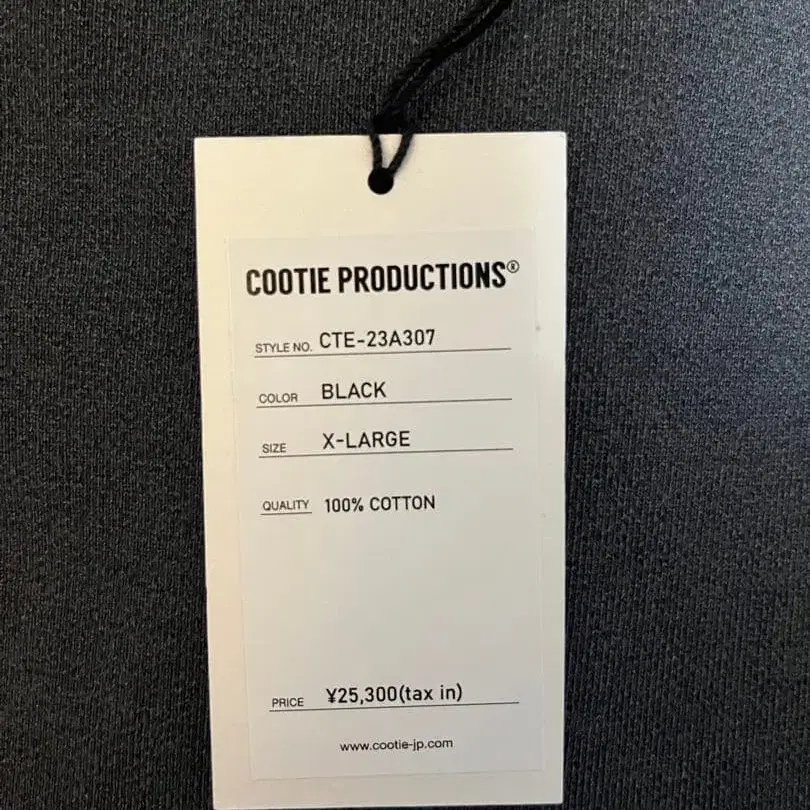 COOTIE PRODUCTIONS®
STYLE NO. CTE-23A307
COLOR BLACK
SIZE X-LARGE
QUALITY 100% COTTON
PRICE ¥25,300(tax in)
www.cootie-jp.com